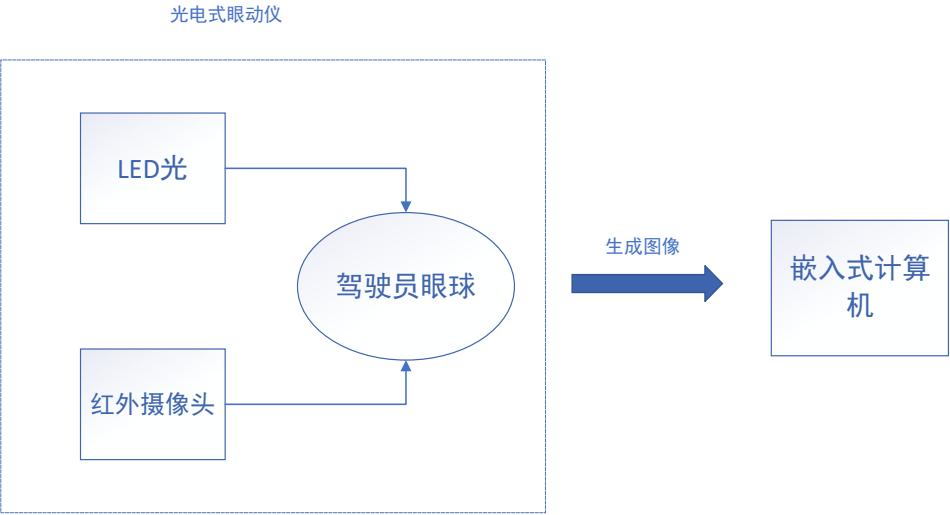 光电式眼动仪
LED光
驾驶员眼球
红外摄像头
生成图像
嵌入式计算
机